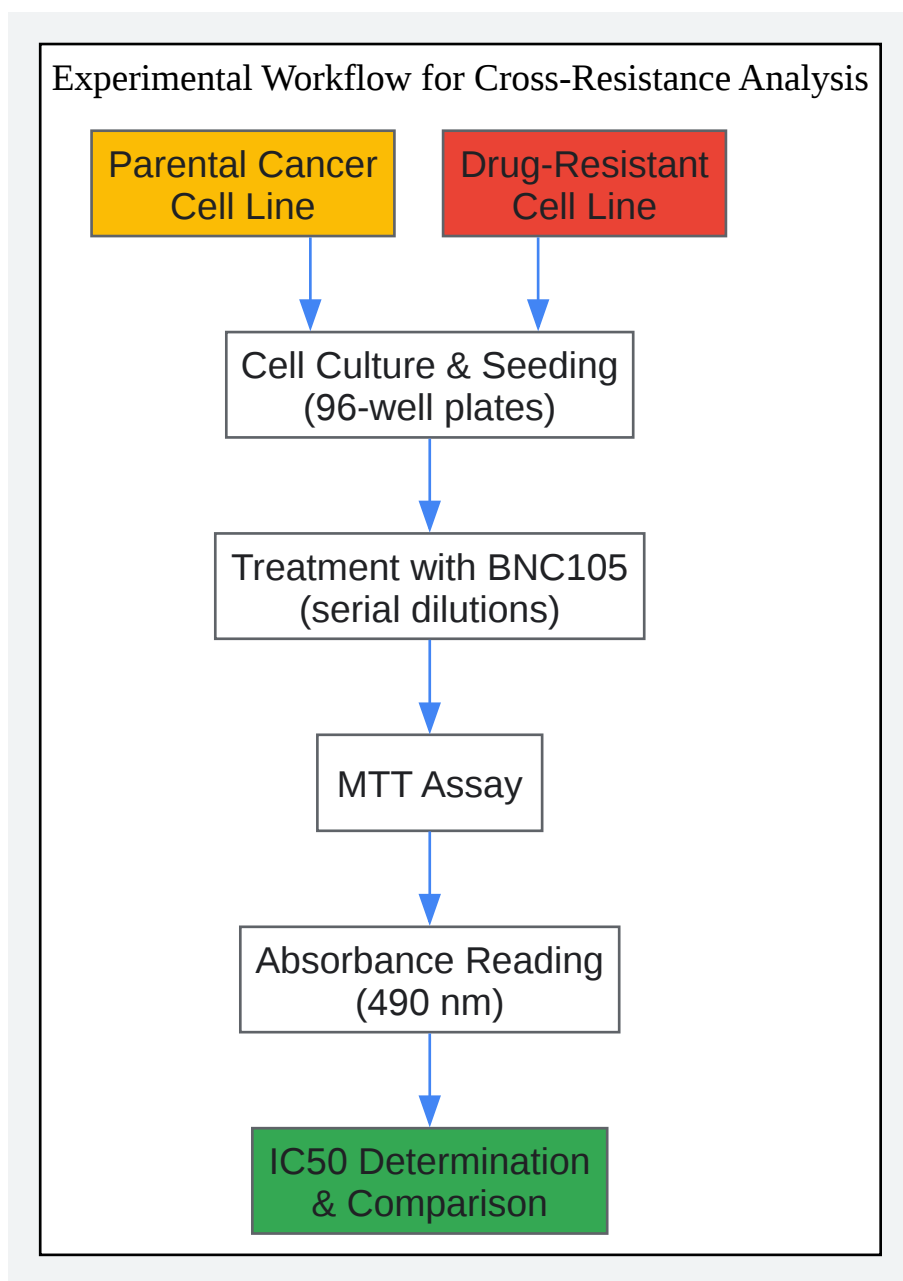 Experimental Workflow for Cross-Resistance Analysis
Parental Cancer
Cell Line
Drug-Resistant
Cell Line
Cell Culture & Seeding
(96-well plates)
Treatment with BNC105
(serial dilutions)
MTT Assay
Absorbance Reading
(490 nm)
IC50 Determination
& Comparison